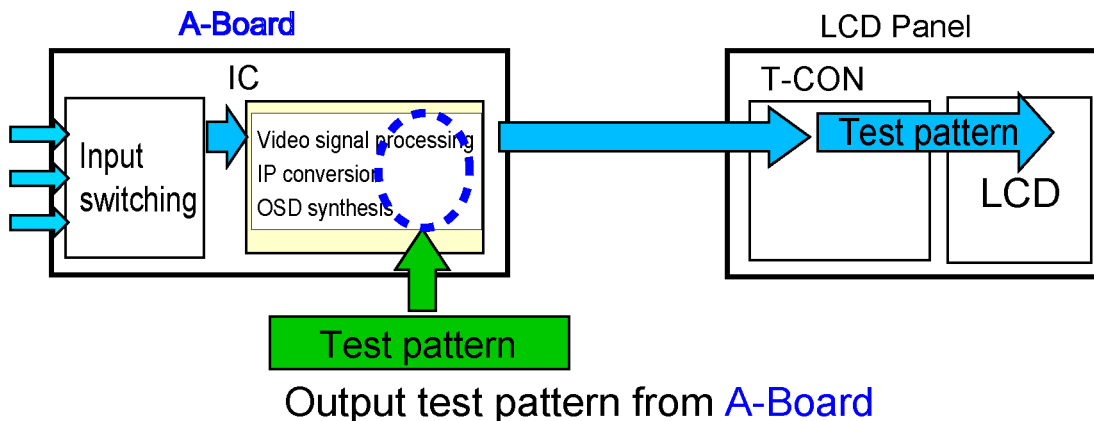 A-Board
LCD Panel
IC
T-CON
Input
switching
Video signal processing
IP conversion
OSD synthesis
Test pattern
LCD
Test pattern
Output test pattern from A-Board